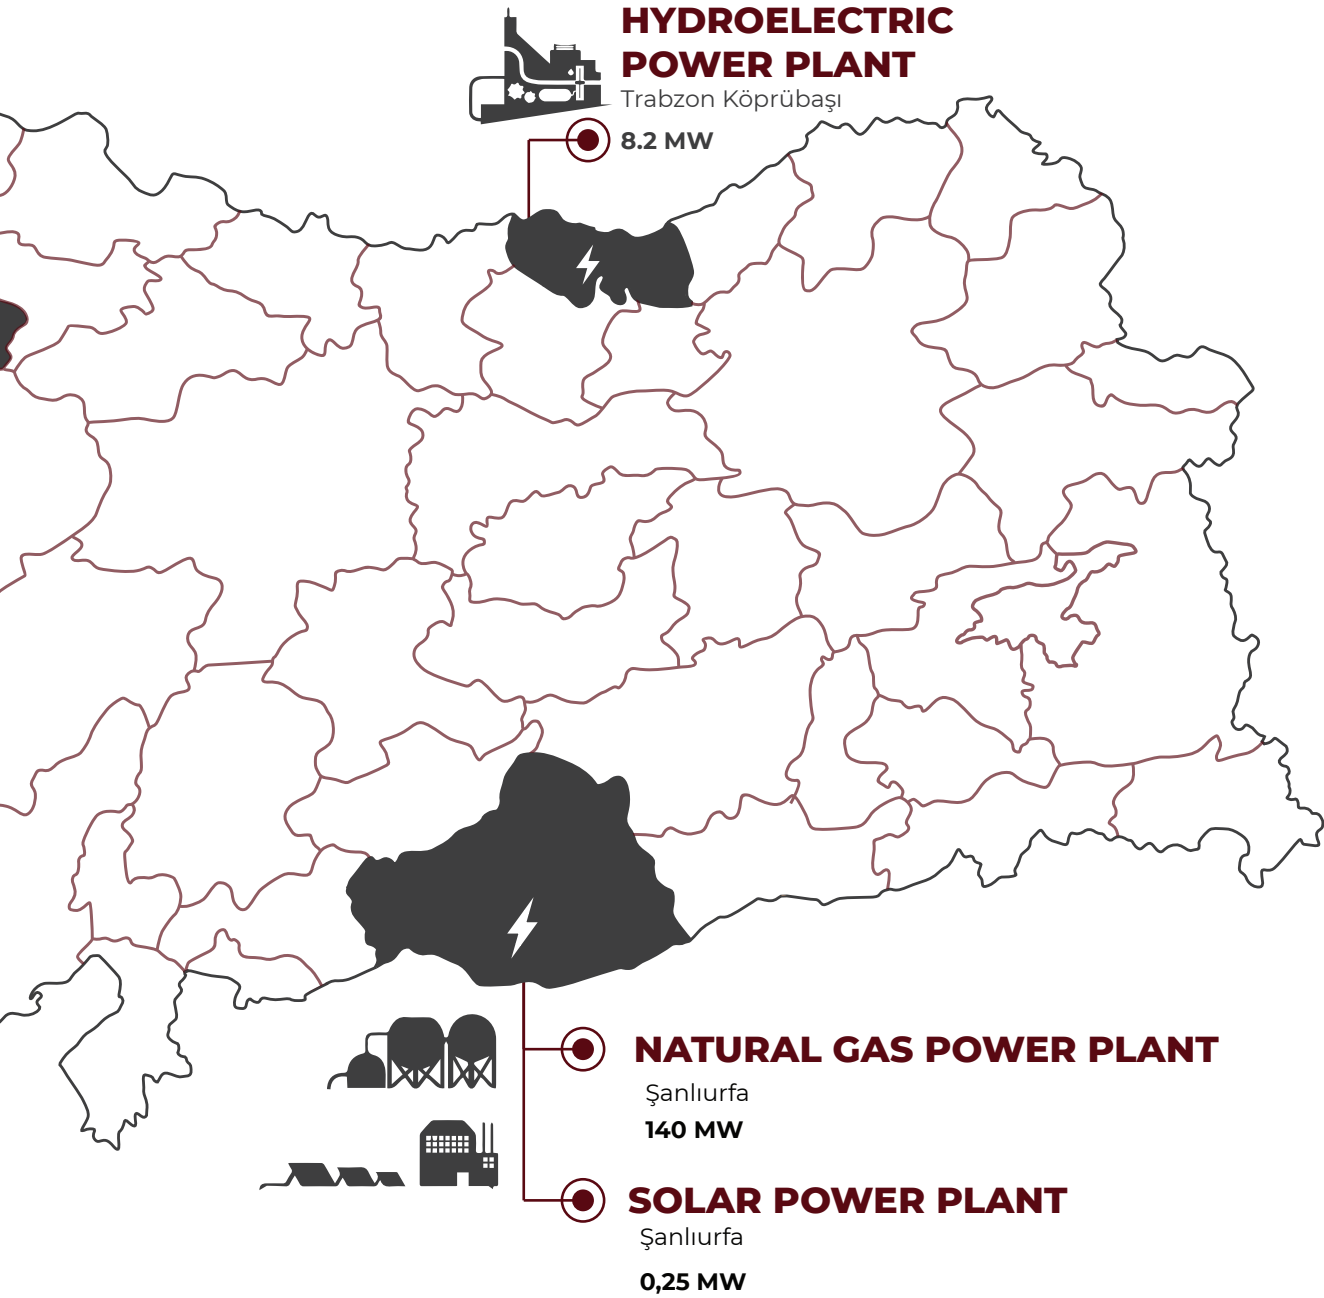 HYDROELECTRIC
POWER PLANT
Trabzon Köprübaşı
8.2 MW
NATURAL GAS POWER PLANT
Şanlıurfa
140 MW
SOLAR POWER PLANT
Şanlıurfa
0,25 MW